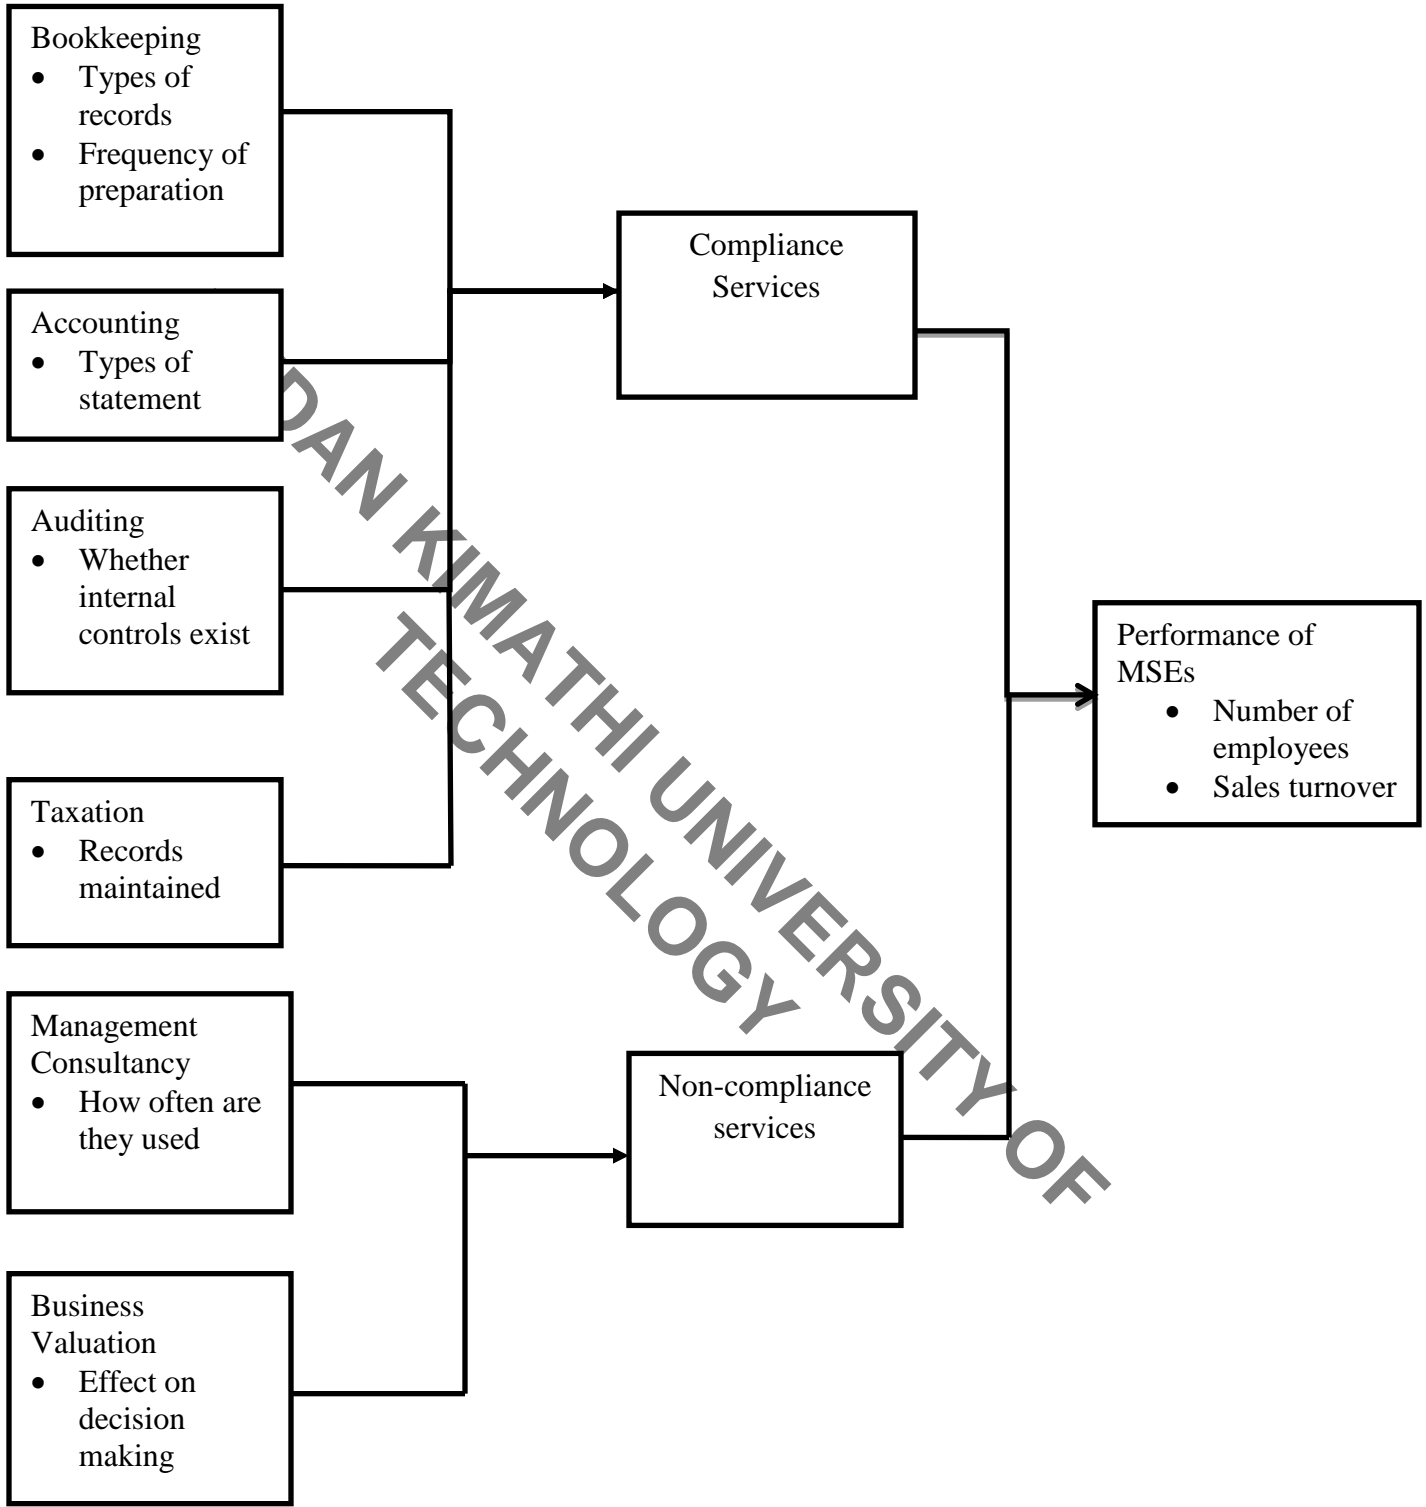 Bookkeeping
• Types of
records
• Frequency of
preparation
Accounting
• Types of
statement
Auditing
• Whether
internal
controls exist
Taxation
• Records
maintained
Management
Consultancy
• How often are
they used
Business
Valuation
• Effect on
decision
making
Compliance
Services
Non-compliance
services
Performance of
MSEs
• Number of
employees
• Sales turnover
DAN KIMATHI UNIVERSITY OF
TECHNOLOGY